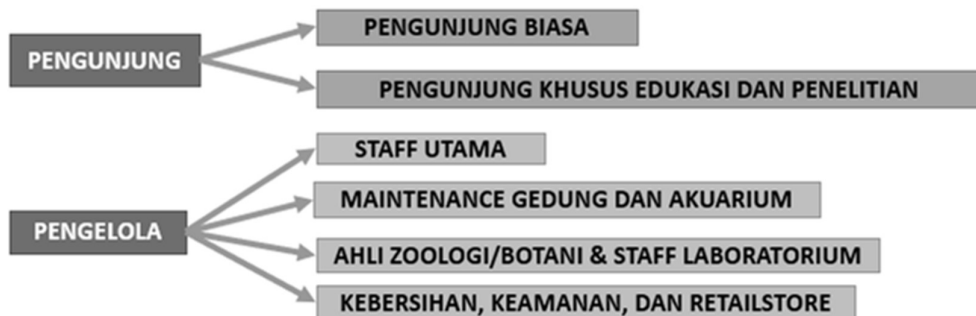 PENGUNJUNG
PENGUNJUNG BIASA
PENGUNJUNG KHUSUS EDUKASI DAN PENELITIAN
PENGELOLA
STAFF UTAMA
MAINTENANCE GEDUNG DAN AKUARIUM
AHLI ZOOLOGI/BOTANI & STAFF LABORATORIUM
KEBERSIHAN, KEAMANAN, DAN RETAILSTORE